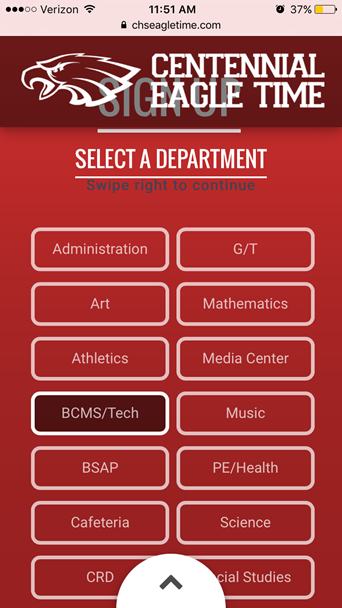 Verizon 11:51 AM 37%
chseagletime.com
CENTENNIAL
EAGLE TIME
SIGN UP
SELECT A DEPARTMENT
Swipe right to continue
Administration G/T
Art Mathematics
Athletics Media Center
BCMS/Tech Music
BSAP PE/Health
Cafeteria Science
CRD cial Studies